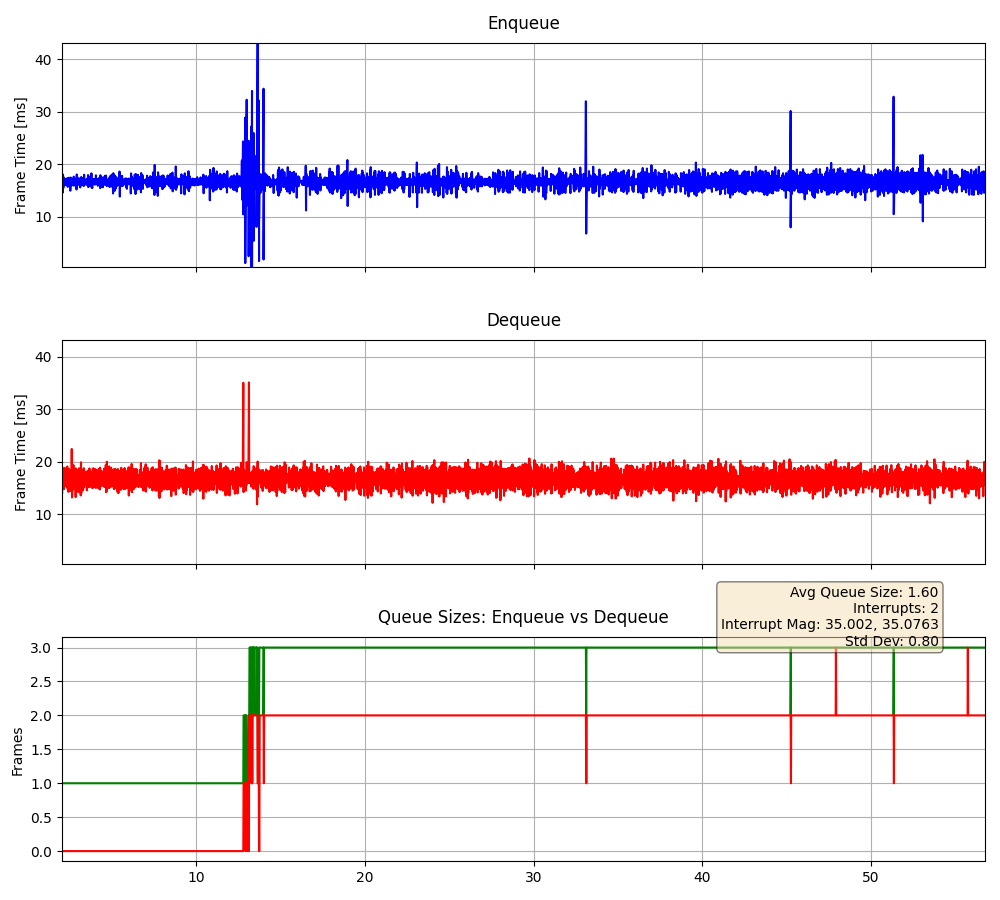 Enqueue
Frame Time [ms]
40
30
20
10
Dequeue
Frame Time [ms]
40
30
20
10
Avg Queue Size: 1.60
Interrupts: 2
Interrupt Mag: 35.002, 35.0763
Std Dev: 0.80
Queue Sizes: Enqueue vs Dequeue
Frames
3.0
2.5
2.0
1.5
1.0
0.5
0.0
10 20 30 40 50